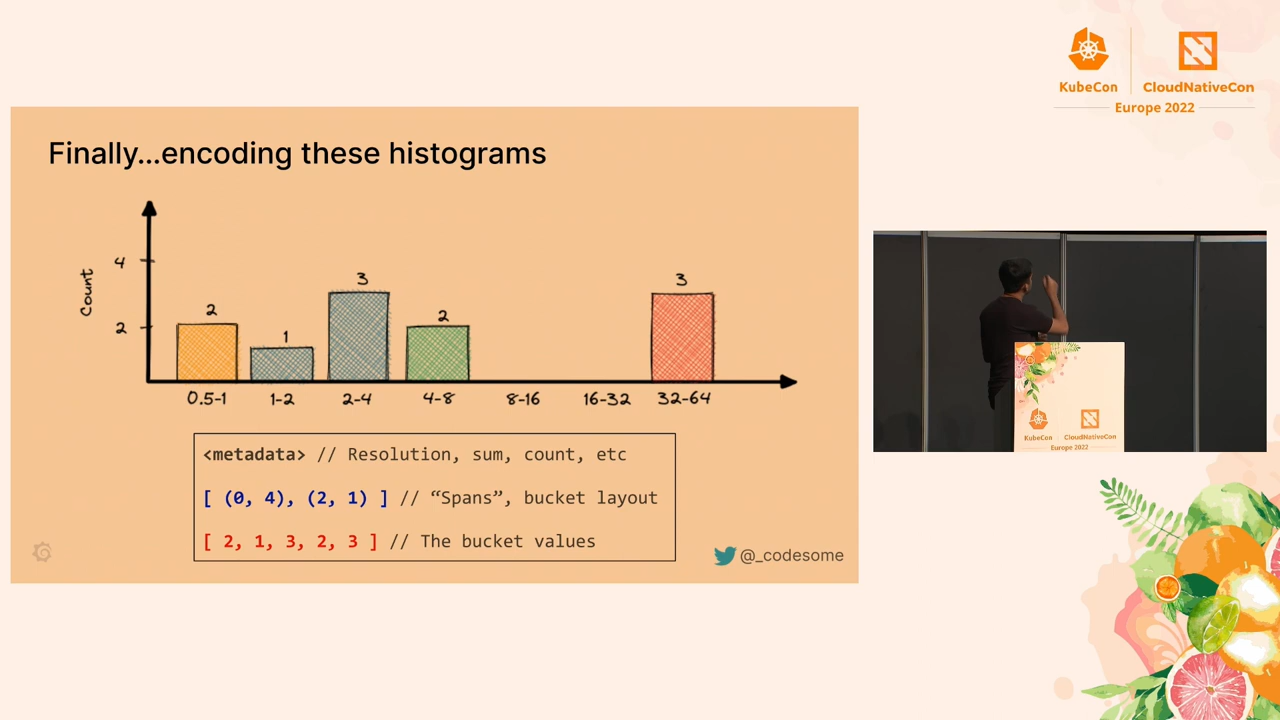 KubeCon
CloudNativeCon
Europe 2022
Finally...encoding these histograms
Count
4
2
2
1
3
2
3
0.5-1
1-2
2-4
4-8
8-16
16-32
32-64
<metadata> // Resolution, sum, count, etc
[ (0, 4), (2, 1) ] // “Spans”, bucket layout
[ 2, 1, 3, 2, 3 ] // The bucket values
@_codesome
KubeCon
CloudNativeCon
Europe 2022